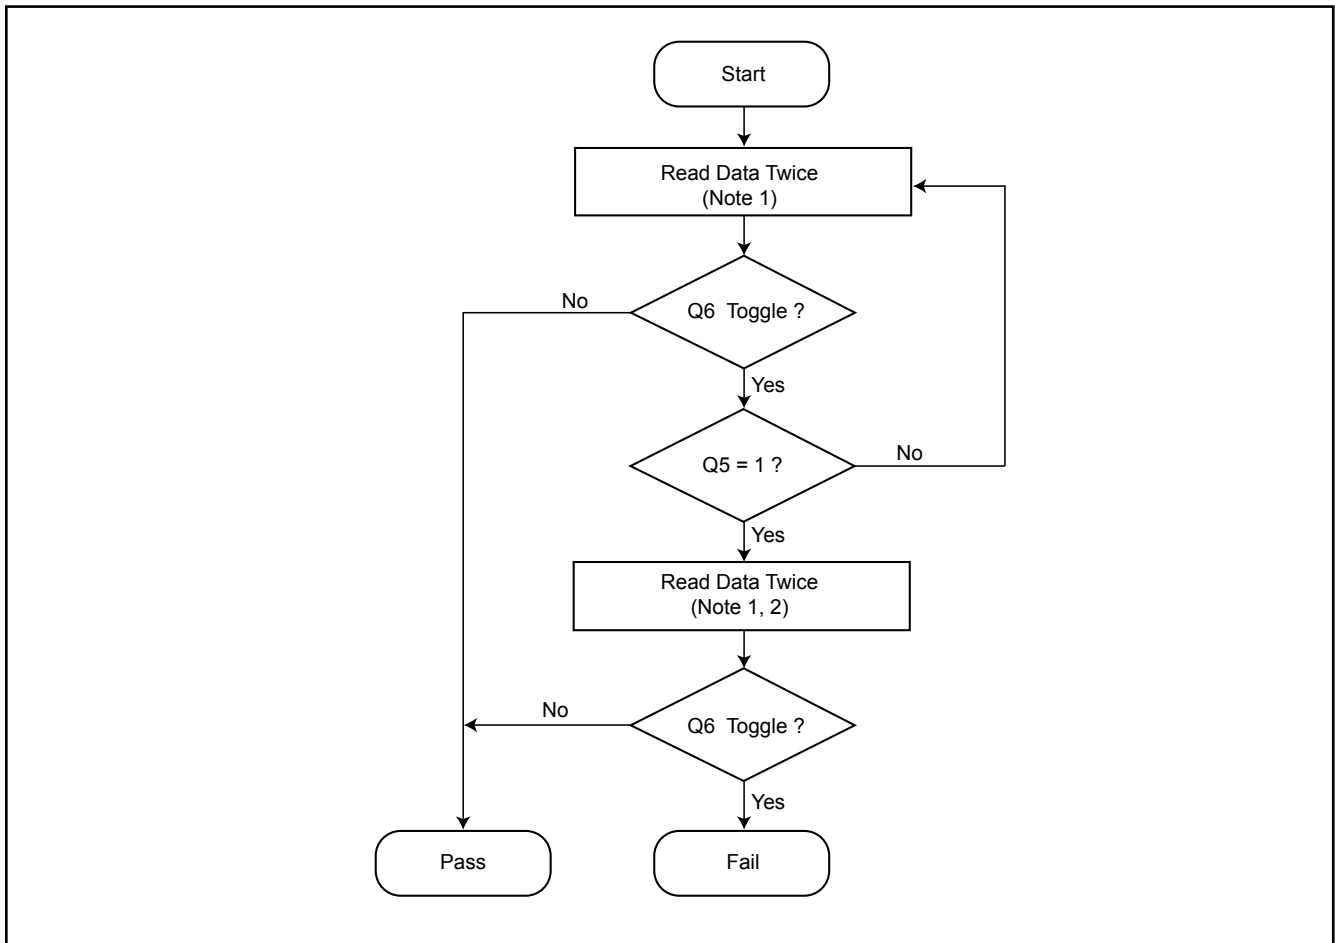 Start
Read Data Twice
(Note 1)
Q6 Toggle ?
No
Yes
Q5 = 1 ?
No
Yes
Read Data Twice
(Note 1, 2)
Q6 Toggle ?
No
Yes
Pass
Fail